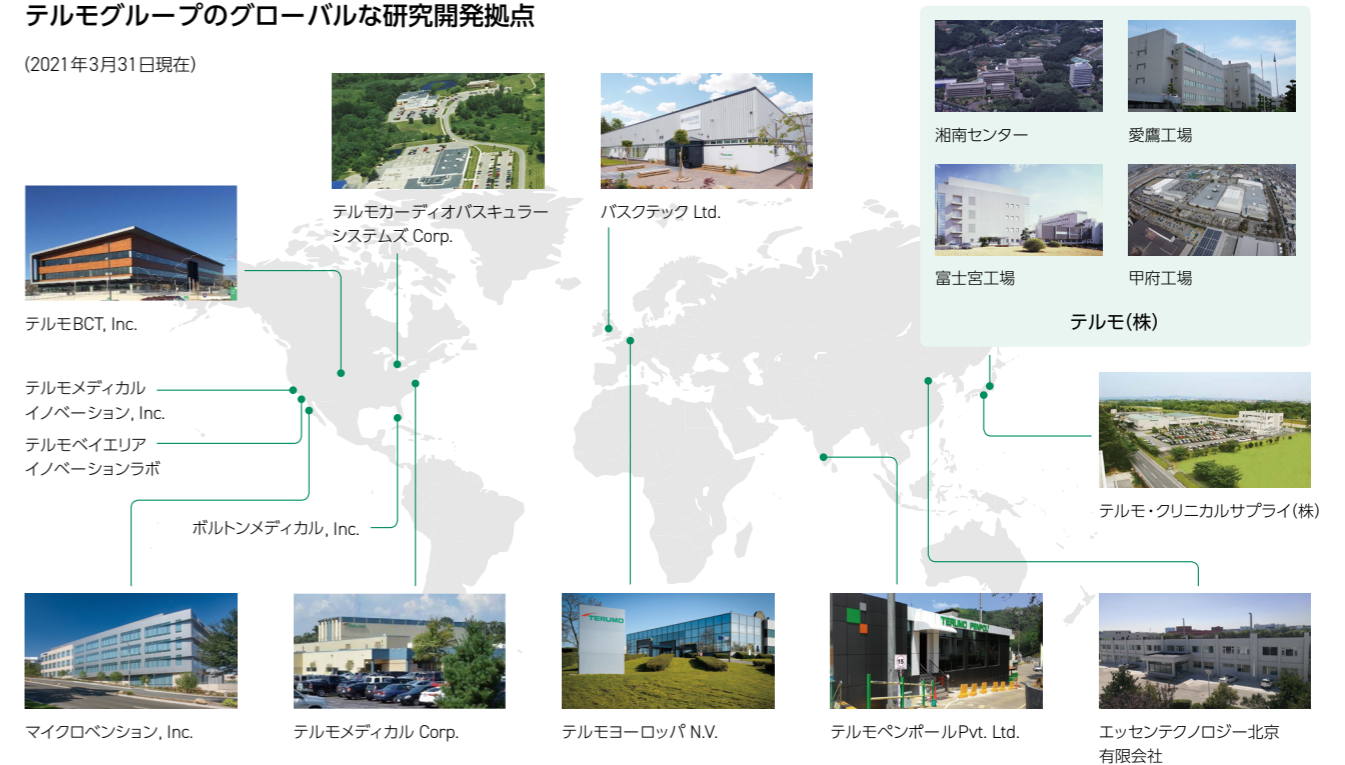 テルモグループのグローバルな研究開発拠点
(2021年3月31日現在)
湘南センター
愛鷹工場
富士宮工場
甲府工場
テルモ(株)
テルモカーディオバスキュラー
システムズ Corp.
バスクテック Ltd.
テルモBCT, Inc.
テルモメディカル
イノベーション, Inc.
テルモベイエリア
イノベーションラボ
ボルトンメディカル, Inc.
テルモ・クリニカルサプライ(株)
TERUMO
TERUMO PENPOL
15
マイクロベンション, Inc.
テルモメディカル Corp.
テルモヨーロッパ N.V.
テルモペンポールPvt. Ltd.
エッセンテクノロジー北京
有限会社